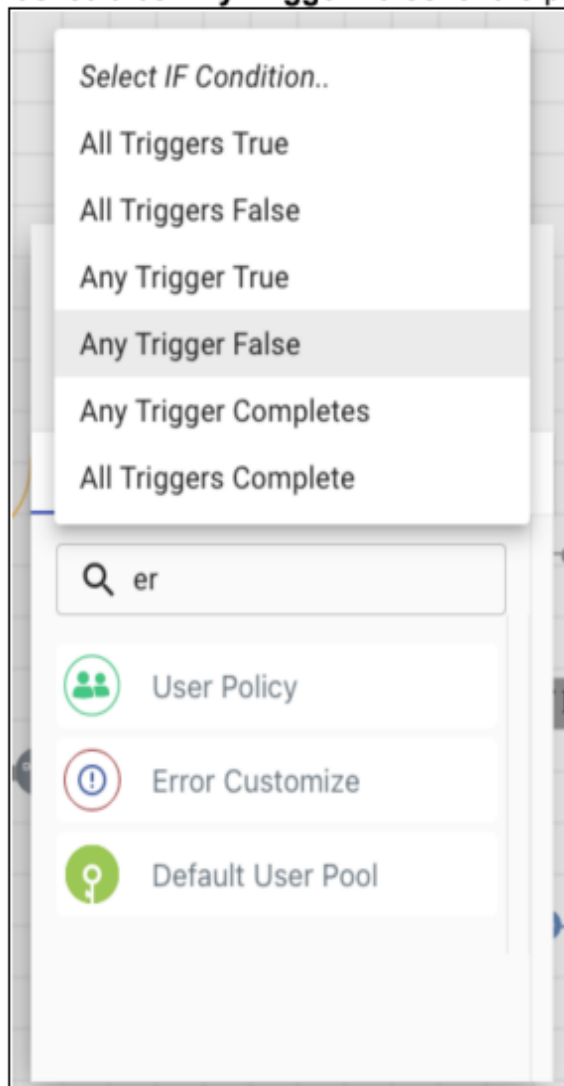 Select IF Condition..
All Triggers True
All Triggers False
Any Trigger True
Any Trigger False
Any Trigger Completes
All Triggers Complete
er
User Policy
Error Customize
Default User Pool